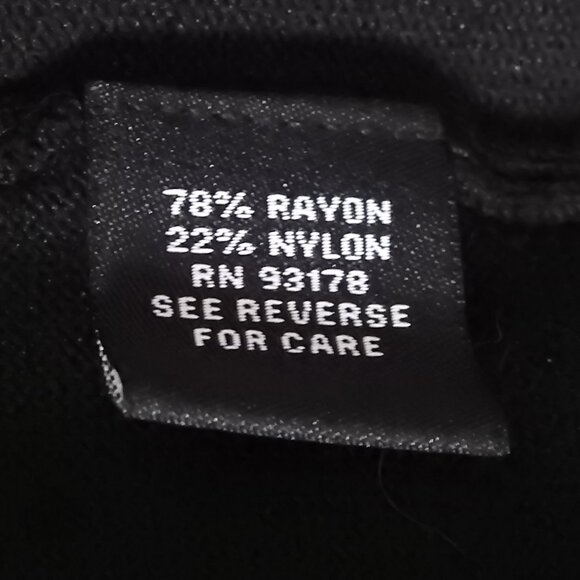 78% RAYON
22% NYLON
RN 93178
SEE REVERSE
FOR CARE